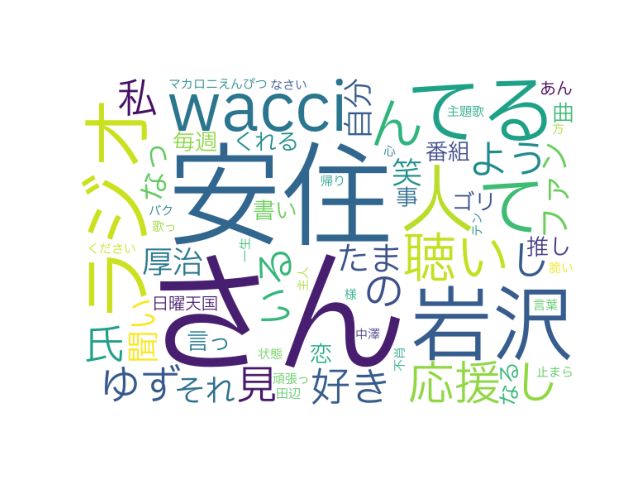 マカロニえんぴつ
なさい
私
wacci
自分
んてる
主題歌
あん
曲
方
ラジオ
なっ
毎週
くれる
安住
心
笑
事
人
番組
よう
て
ファン
バク
歌っ
書い
帰り
ゴリ
テン
ください
厚治
一生
いる
たまの
聴い
し
推し
脆い
日曜天国
主人
様
岩沢
言葉
氏
聞い
言っ
さん
中澤
恋
状態
不肖
ゆず
それ
見
頑張っ
田辺
好き
応援
なる
し
止まら